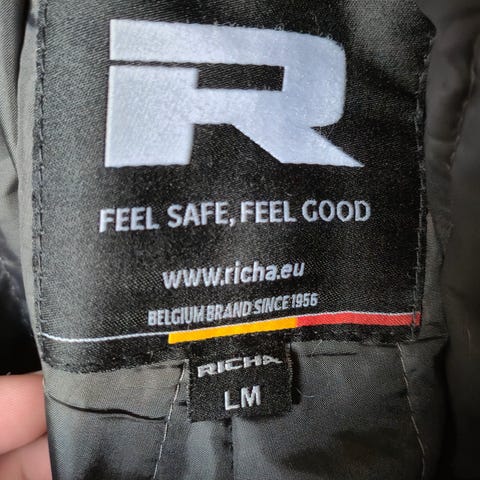 R
FEEL SAFE, FEEL GOOD
www.richa.eu
BELGIUM BRAND SINCE 1956
RICHA
LM